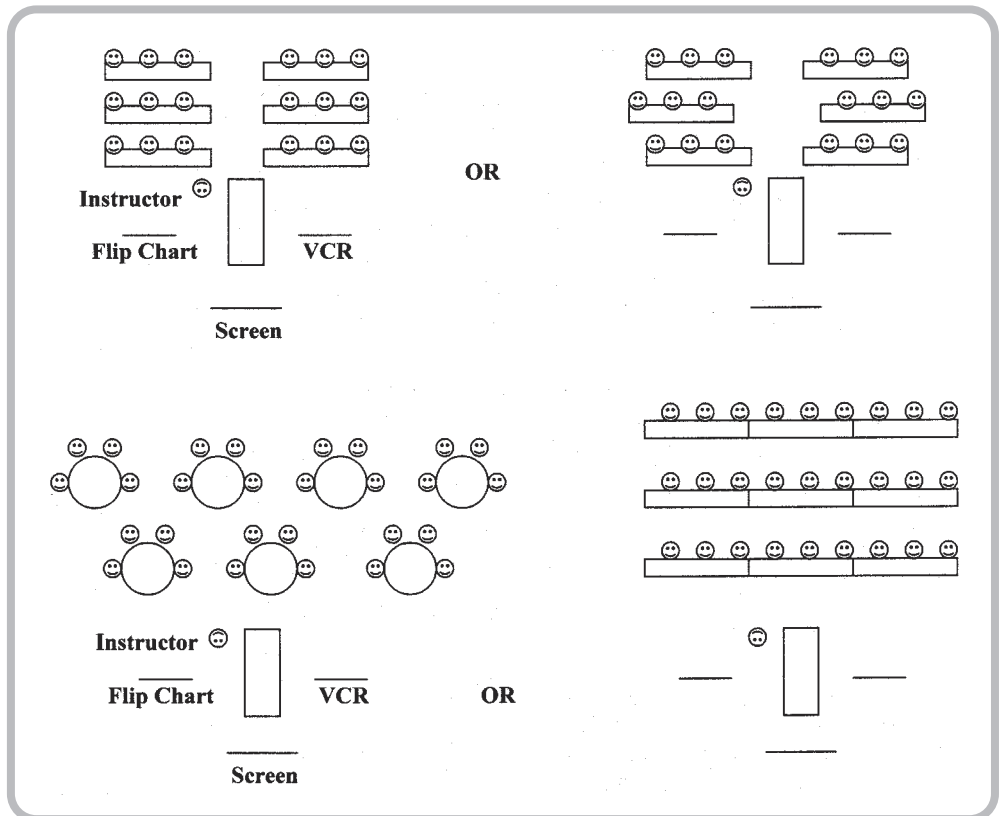 OR
Instructor
Flip Chart
VCR
Screen
Instructor
Flip Chart
VCR
OR
Screen